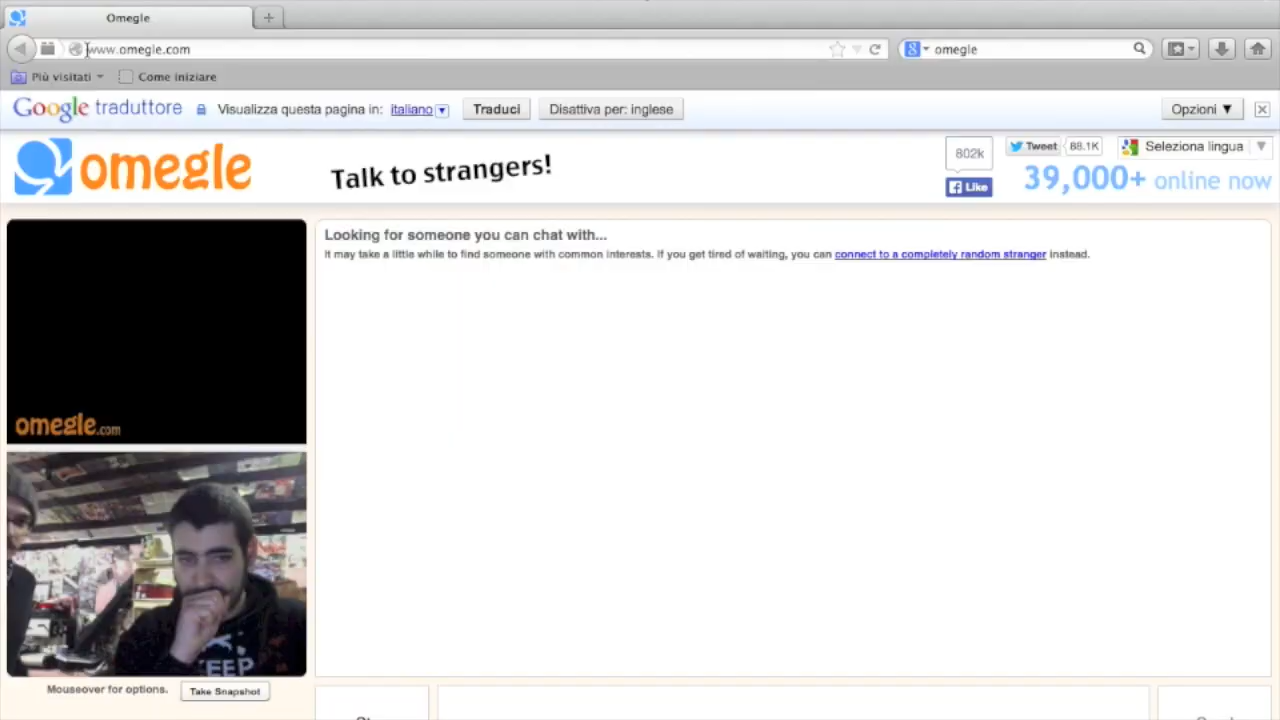 Omegle
www.omegle.com
omegle
Più visitati
Come iniziare
Google traduttore
Visualizza questa pagina in: italiano
Traduci
Disattiva per: inglese
Opzioni ▼
omegle
Talk to strangers!
802k
Like
Tweet
88.1K
Seleziona lingua
39,000+ online now
Looking for someone you can chat with...
It may take a little while to find someone with common interests. If you get tired of waiting, you can connect to a completely random stranger instead.
omegle.com
KEEP
Mouseover for options.
Take Snapshot